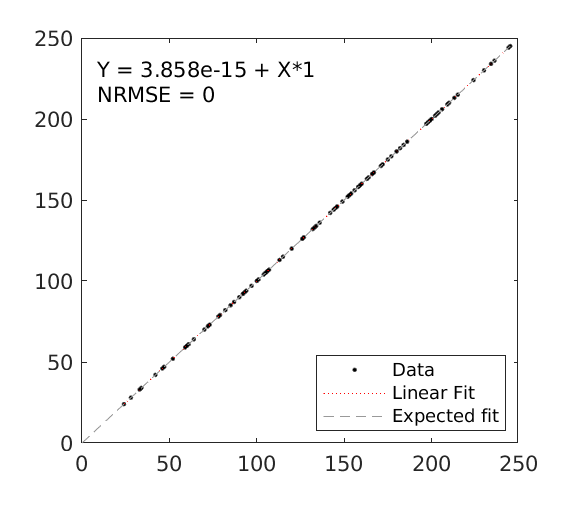 Y = 3.858e-15 + X*1
NRMSE = 0
250
200
150
100
50
0
Data
Linear Fit
Expected fit
0 50 100 150 200 250